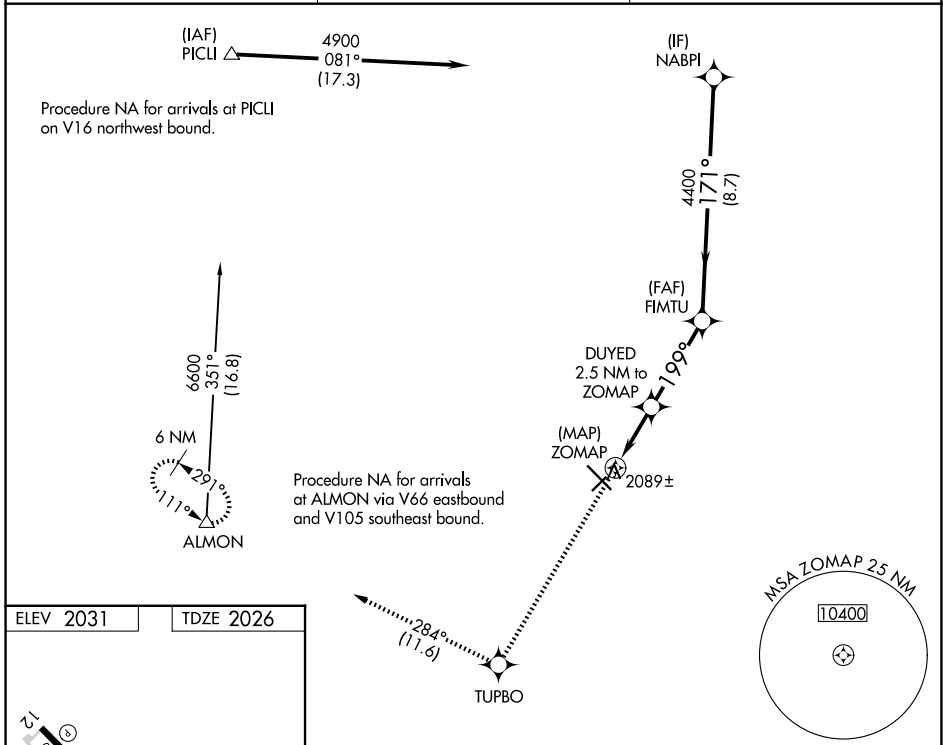 (IAF)
PICLI
4900
081°
(17.3)
(IF)
NABPI
Procedure NA for arrivals at PICLI
on V16 northwest bound.
4400
171°
(8.7)
(FAF)
FIMTU
6600
351°
(16.8)
DUYED
2.5 NM to
ZOMAP
199°
6 NM
291°
111°
ALMON
(MAP)
ZOMAP
2089±
Procedure NA for arrivals
at ALMON via V66 eastbound
and V105 southeast bound.
MSA ZOMAP 25 NM
10400
284°
(11.6)
TUPBO
ELEV 2031
TDZE 2026
12
P